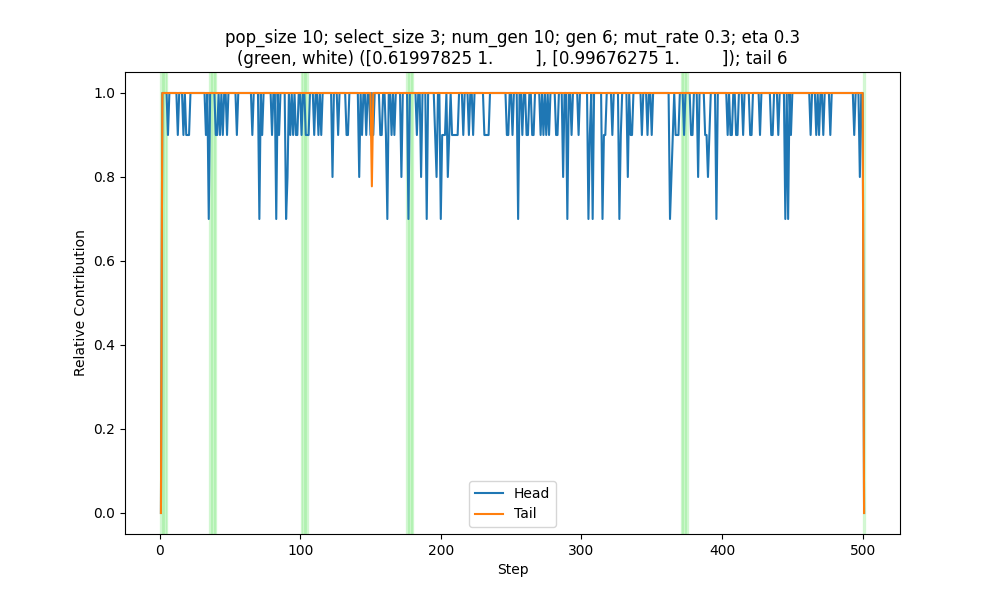 pop_size 10; select_size 3; num_gen 10; gen 6; mut_rate 0.3; eta 0.3
(green, white) ([0.61997825 1.         ], [0.99676275 1.         ]); tail 6
1.0
0.8
0.6
0.4
0.2
0.0
Relative Contribution
Head
Tail
0 100 200 300 400 500
Step